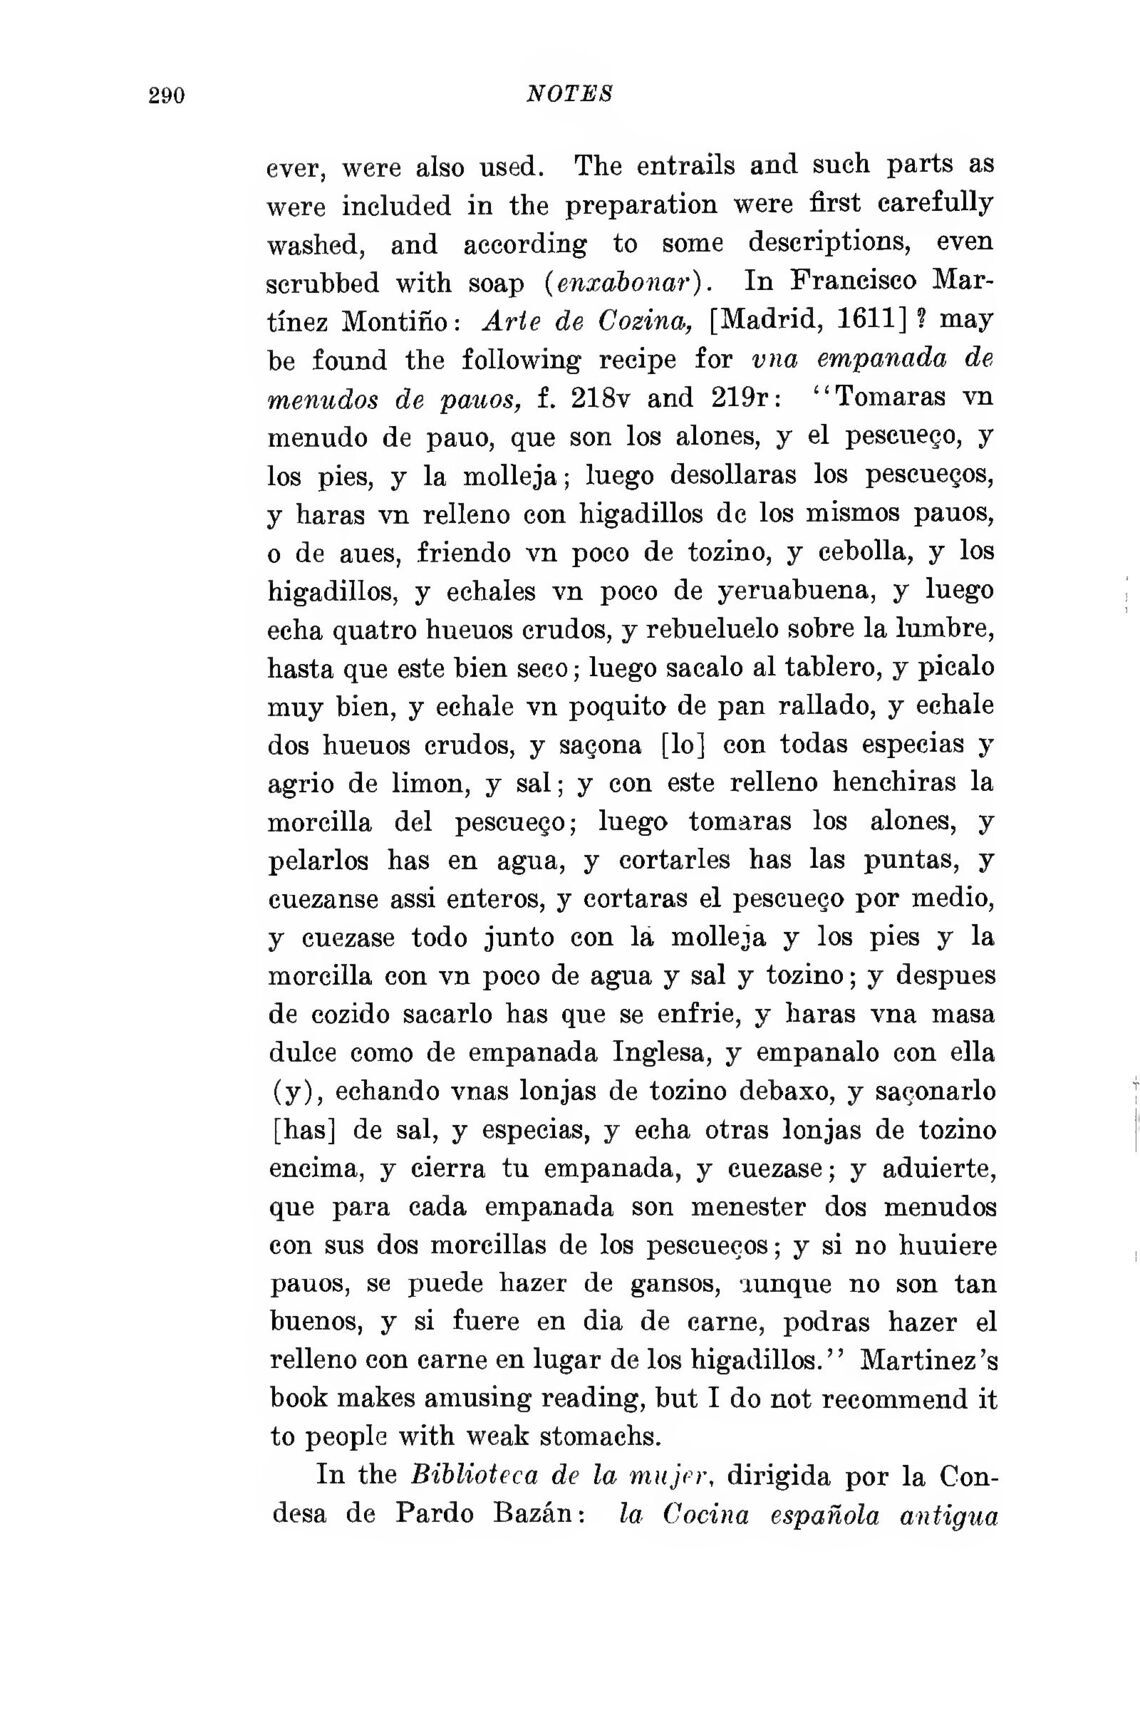 290 NOTES
ever, were also used. The entrails and such parts as
were included in the preparation were first carefully
washed, and according to some descriptions, even
scrubbed with soap (enxabonar). In Francisco Mar-
tínez Montiño: Arte de Cozina, [Madrid, 1611]? may
be found the following recipe for vna empanada de
menudos de pauos, f. 218v and 219r: “Tomaras vn
menudo de pauo, que son los alones, y el pescueço, y
los pies, y la molleja; luego desollaras los pescueços,
y haras vn relleno con higadillos de los mismos pauos,
o de aues, friendo vn poco de tozino, y cebolla, y los
higadillos, y echales vn poco de yeruabuena, y luego
echa quatro hueuos crudos, y rebueluelo sobre la lumbre,
hasta que este bien seco; luego sacalo al tablero, y picalo
muy bien, y echale vn poquito de pan rallado, y echale
dos hueuos crudos, y saçona [lo] con todas especias y
agrio de limon, y sal; y con este relleno henchiras la
morcilla del pescueço; luego tomaras los alones, y
pelarlos has en agua, y cortarles has las puntas, y
cuezanse assi enteros, y cortaras el pescueço por medio,
y cuezase todo junto con la molleja y los pies y la
morcilla con vn poco de agua y sal y tozino; y despues
de cozido sacarlo has que se enfrie, y haras vna masa
dulce como de empanada Inglesa, y empanalo con ella
(y), echando vnas lonjas de tozino debaxo, y saçonarlo
[has] de sal, y especias, y echa otras lonjas de tozino
encima, y cierra tu empanada, y cuezase; y aduierte,
que para cada empanada son menester dos menudos
con sus dos morcillas de los pescueços; y si no huuiere
pauos, se puede hazer de gansos, aunque no son tan
buenos, y si fuere en dia de carne, podras hazer el
relleno con carne en lugar de los higadillos.” Martinez’s
book makes amusing reading, but I do not recommend it
to people with weak stomachs.
In the Biblioteca de la mujer, dirigida por la Con-
desa de Pardo Bazán: la Cocina española antigua